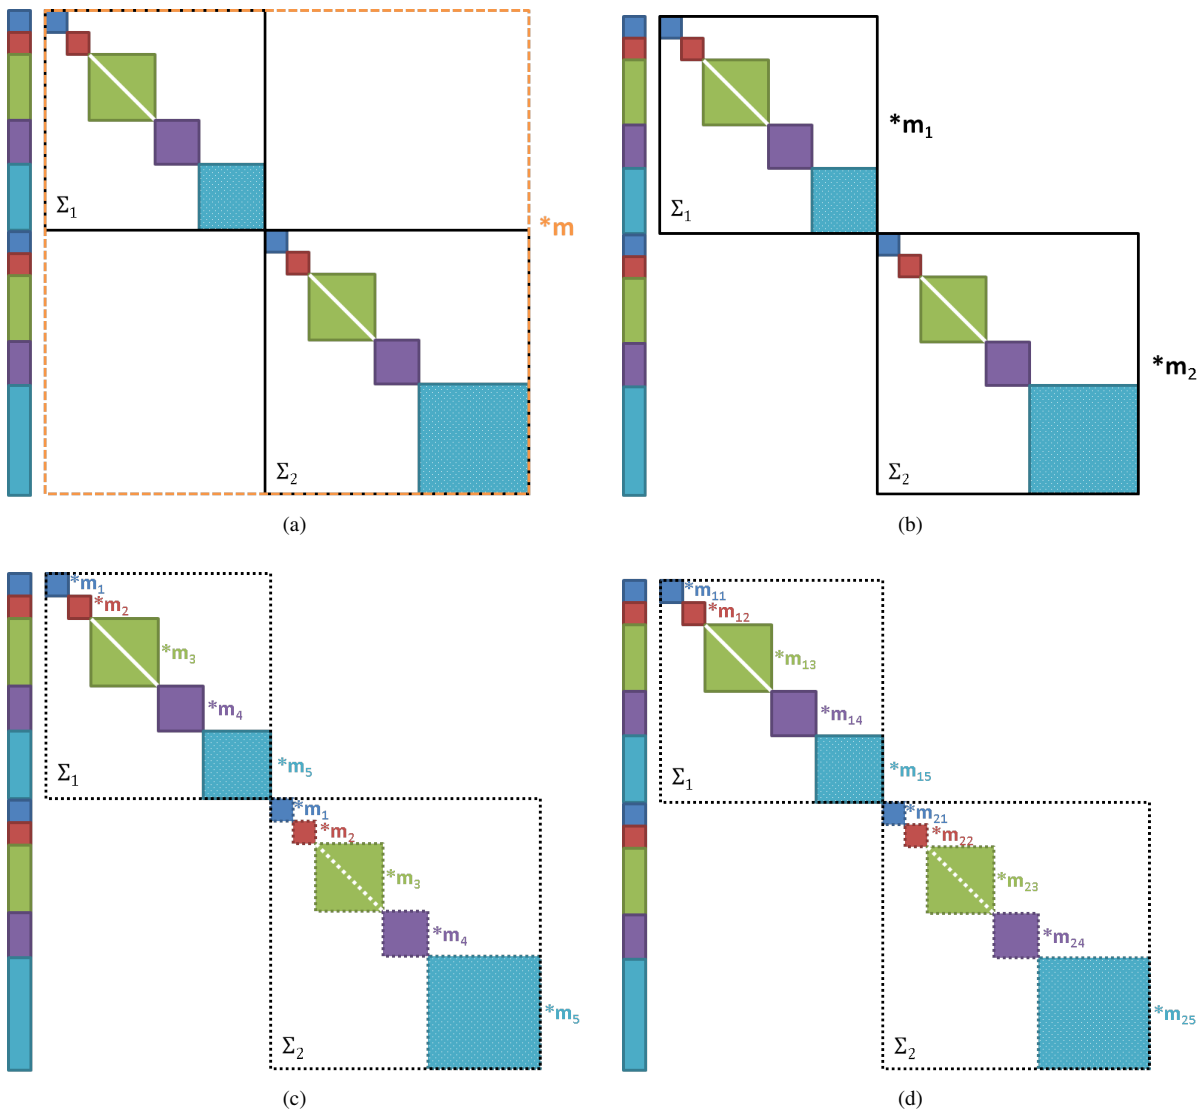 Σ₁
*m
Σ₂
(a)
*m₁
Σ₁
*m₂
Σ₂
(b)
*m₁
*m₂
*m₃
*m₄
*m₅
Σ₁
*m₁
*m₂
*m₃
*m₄
*m₅
Σ₂
(c)
*m₁₁
*m₁₂
*m₁₃
*m₁₄
*m₁₅
Σ₁
*m₂₁
*m₂₂
*m₂₃
*m₂₄
*m₂₅
Σ₂
(d)